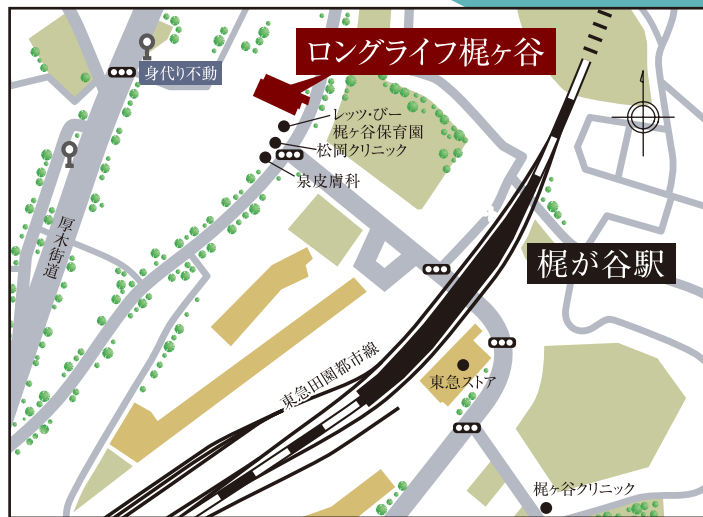 ロングライフ梶ヶ谷
身代り不動
レッツ・びー
梶ヶ谷保育園
松岡クリニック
泉皮膚科
厚木街道
梶が谷駅
東急田園都市線
東急ストア
梶ヶ谷クリニック